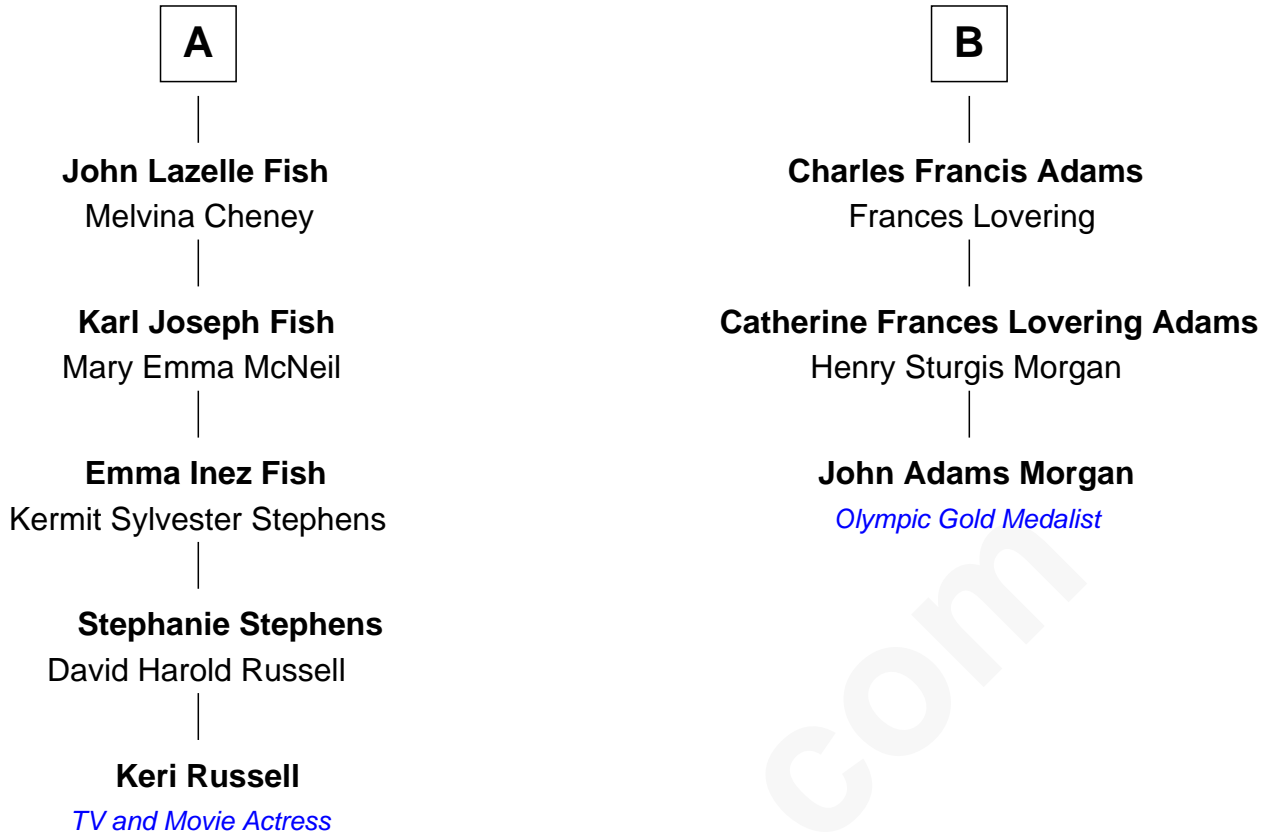 A
John Lazelle Fish
Melvina Cheney
Karl Joseph Fish
Mary Emma McNeil
Emma Inez Fish
Kermit Sylvester Stephens
Stephanie Stephens
David Harold Russell
Keri Russell
TV and Movie Actress
B
Charles Francis Adams
Frances Lovering
Catherine Frances Lovering Adams
Henry Sturgis Morgan
John Adams Morgan
Olympic Gold Medalist
com